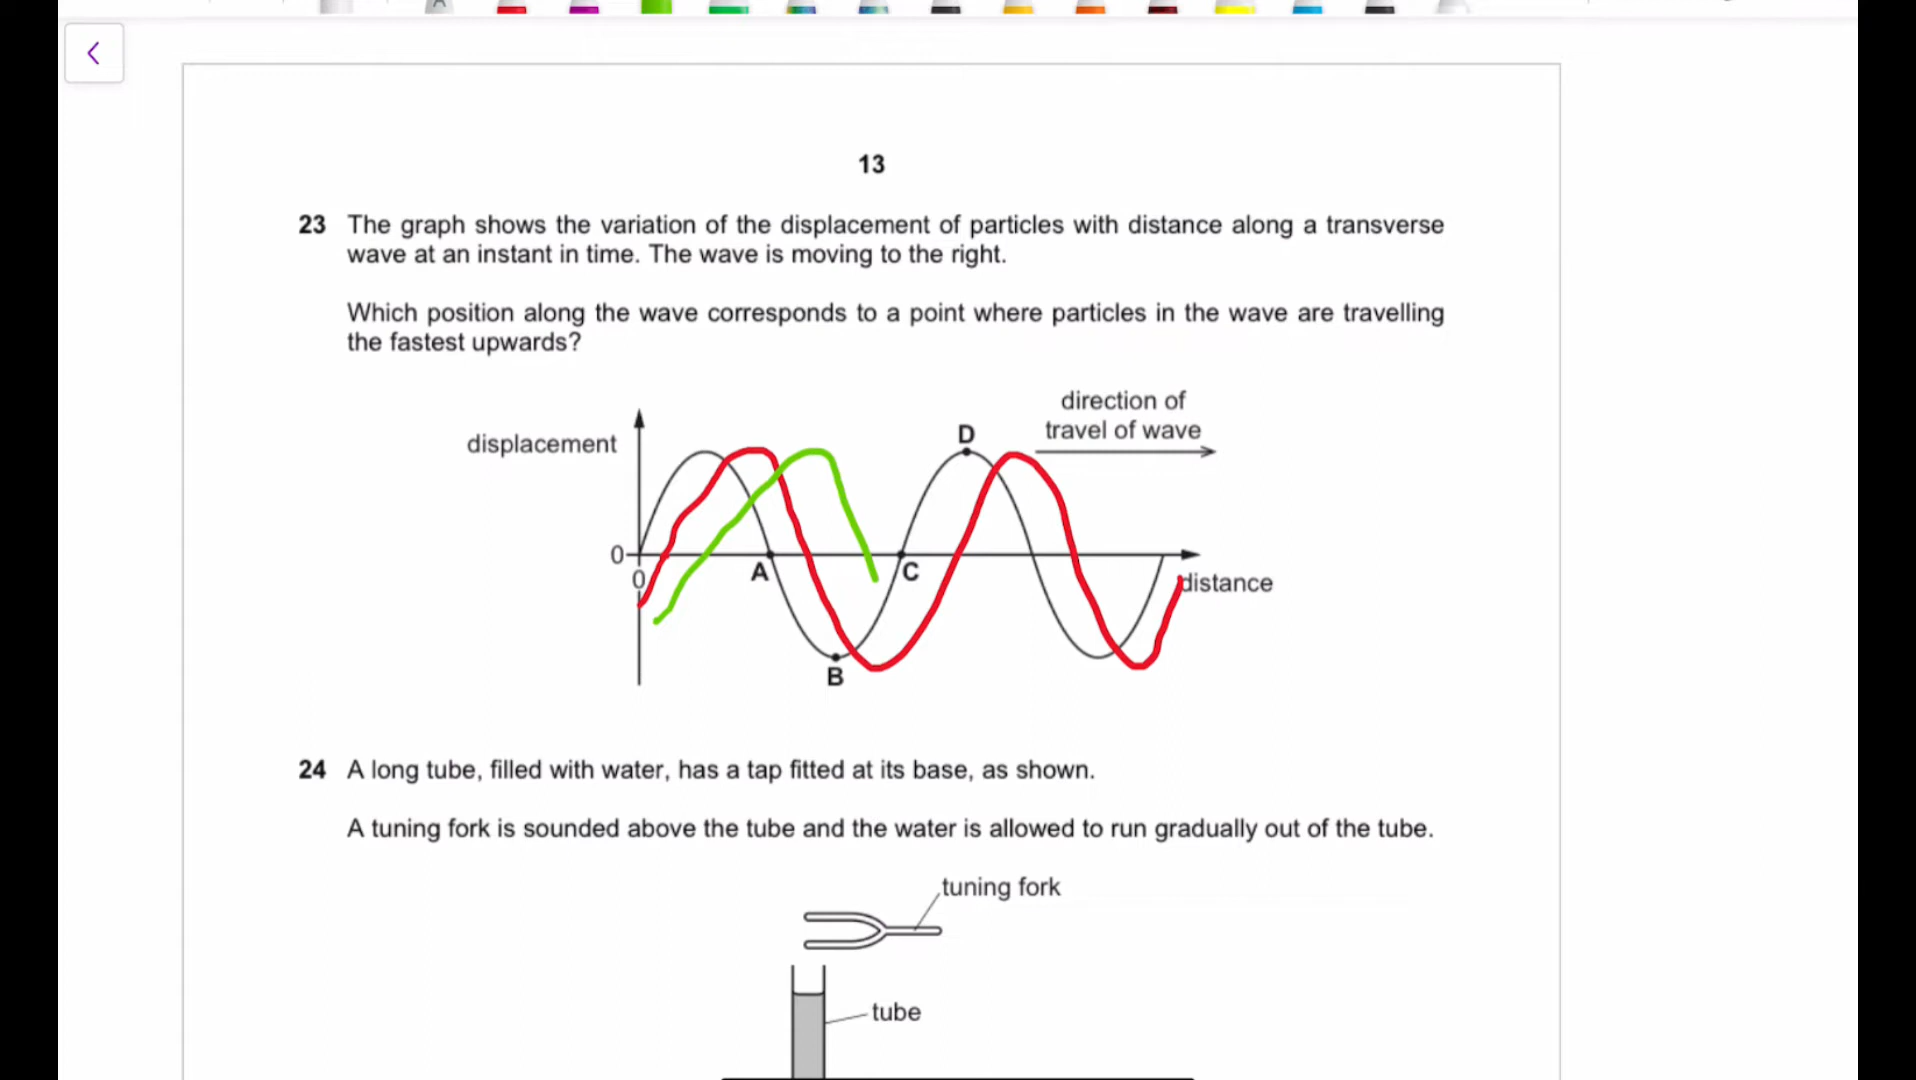 13
23 The graph shows the variation of the displacement of particles with distance along a transverse
wave at an instant in time. The wave is moving to the right.
Which position along the wave corresponds to a point where particles in the wave are travelling
the fastest upwards?
direction of
travel of wave
D
displacement
0
0
A
C
distance
B
24 A long tube, filled with water, has a tap fitted at its base, as shown.
A tuning fork is sounded above the tube and the water is allowed to run gradually out of the tube.
tuning fork
tube